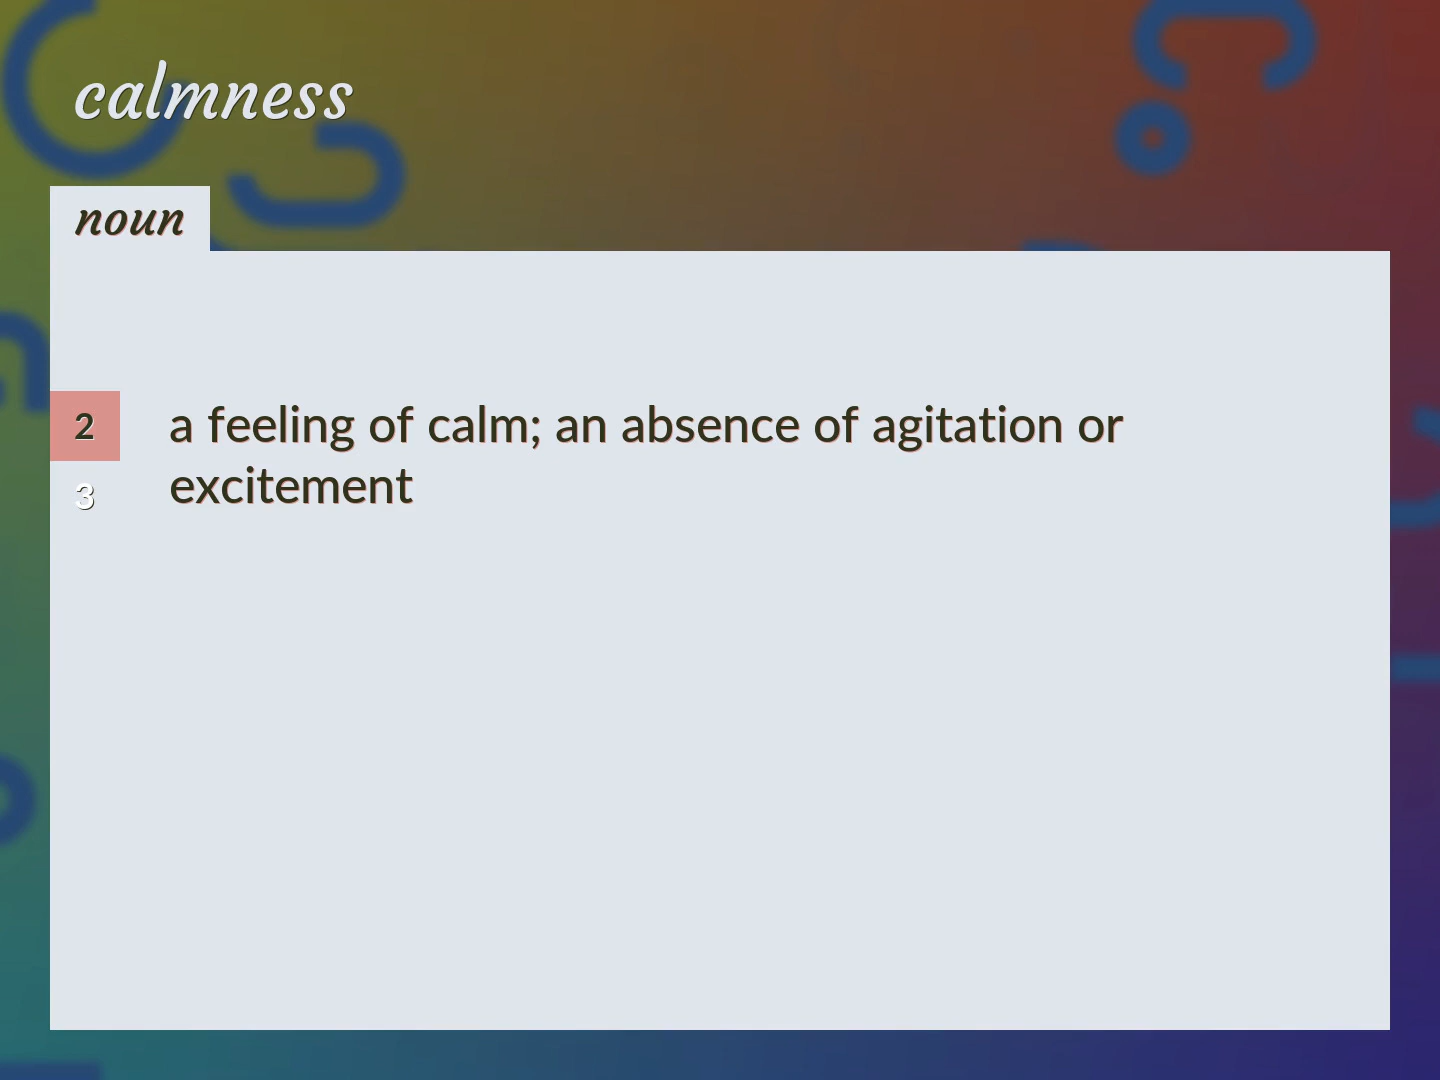 calmness
noun
2 a feeling of calm; an absence of agitation or
3 excitement